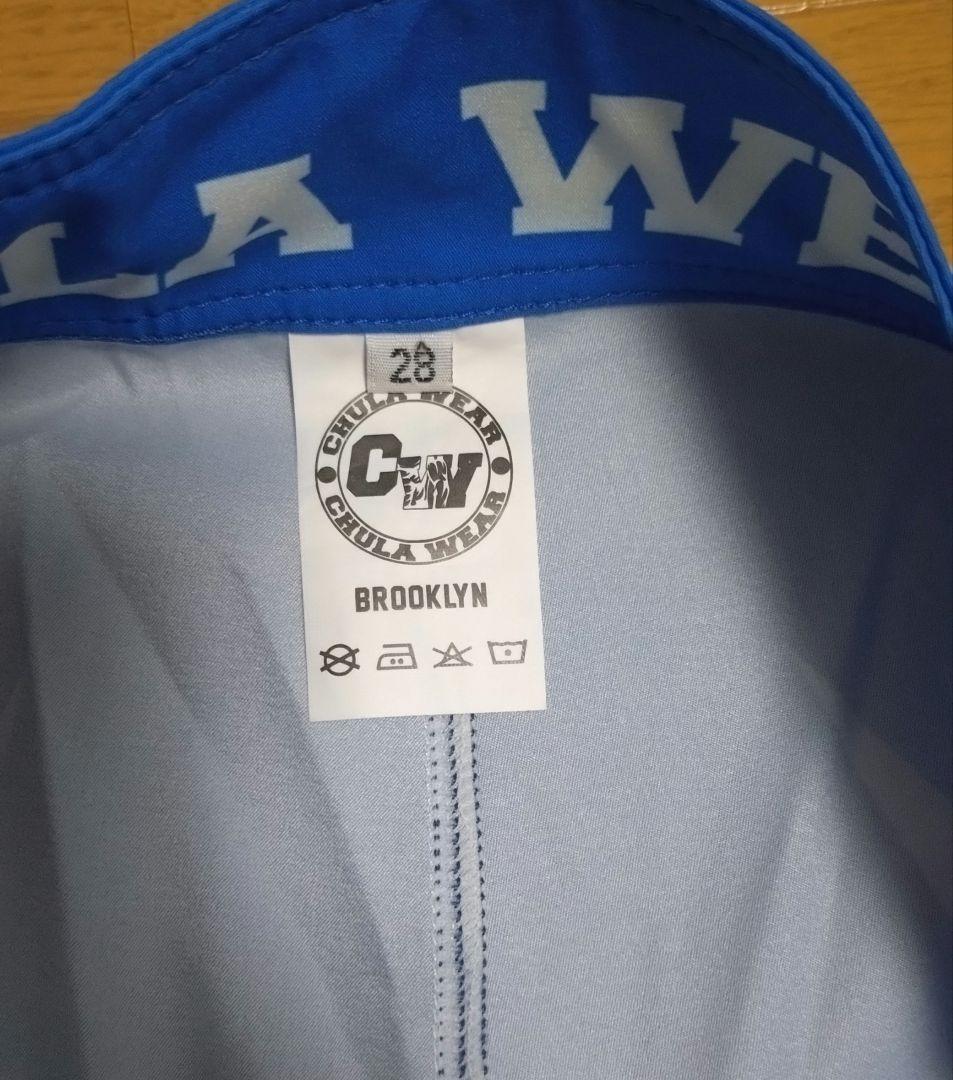 LA WE
28
CHULA WEAR
CW
CHULA WEAR
BROOKLYN